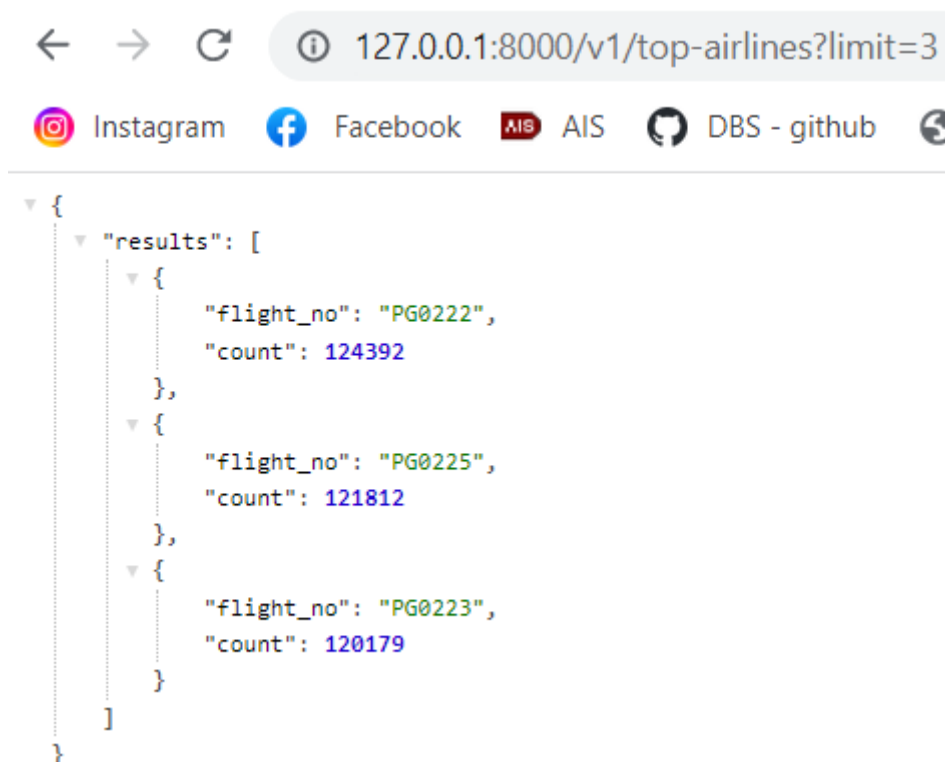 127.0.0.1:8000/v1/top-airlines?limit=3
Instagram Facebook AIS AIS DBS - github
{
"results": [
{
"flight_no": "PG0222",
"count": 124392
},
{
"flight_no": "PG0225",
"count": 121812
},
{
"flight_no": "PG0223",
"count": 120179
}
]
}